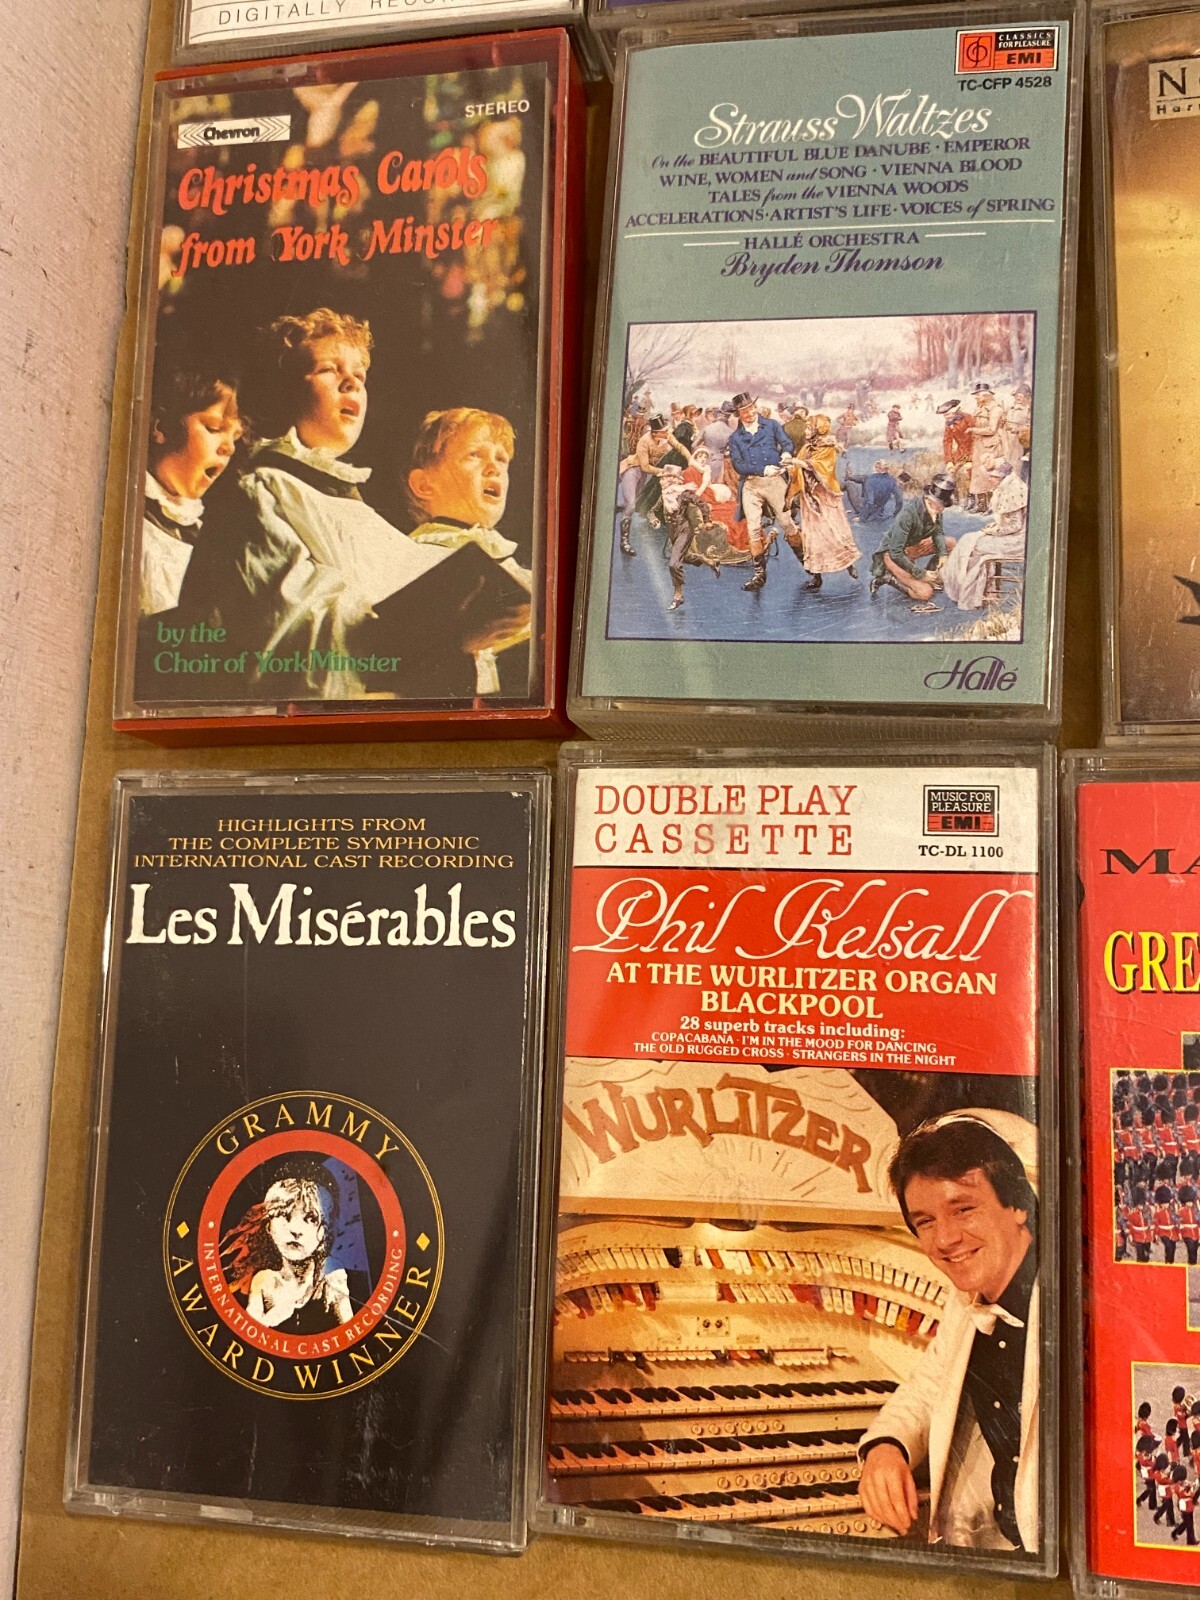 DIGITALLY
STEREO
Chevron
Christmas Carols
from York Minster
by the
Choir of York Minster
CLASSICS
FOR PLEASURE
EMI
TC-CFP 4528
Strauss Waltzes
On the BEAUTIFUL BLUE DANUBE · EMPEROR
WINE, WOMEN and SONG · VIENNA BLOOD
TALES from the VIENNA WOODS
ACCELERATIONS · ARTIST'S LIFE · VOICES of SPRING
HALLÉ ORCHESTRA
Bryden Thomson
Hallé
HIGHLIGHTS FROM
THE COMPLETE SYMPHONIC
INTERNATIONAL CAST RECORDING
Les Misérables
GRAMMY
AWARD WINNER
• INTERNATIONAL CAST RECORDING •
DOUBLE PLAY
CASSETTE
MUSIC FOR
PLEASURE
EMI
TC-DL 1100
Phil Kelsall
AT THE WURLITZER ORGAN
BLACKPOOL
28 superb tracks including:
COPACABANA · I'M IN THE MOOD FOR DANCING
THE OLD RUGGED CROSS · STRANGERS IN THE NIGHT
WURLITZER
MA
GRE